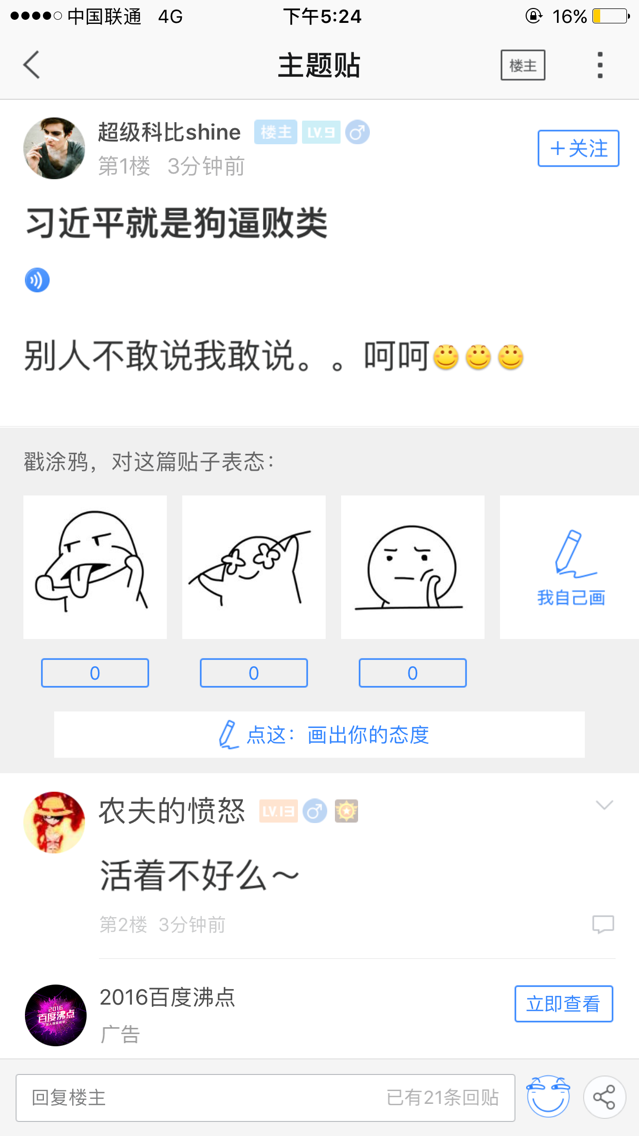 中国联通 4G 下午5:24 16%
主题贴 楼主
超级科比shine 楼主 LV.9
第1楼 3分钟前
＋关注
习近平就是狗逼败类
别人不敢说我敢说。。呵呵
戳涂鸦，对这篇贴子表态：
我自己画
0 0 0
点这：画出你的态度
农夫的愤怒 LV.13
活着不好么～
第2楼 3分钟前
2016百度沸点
2016
百度沸点
广告
立即查看
回复楼主 已有21条回贴